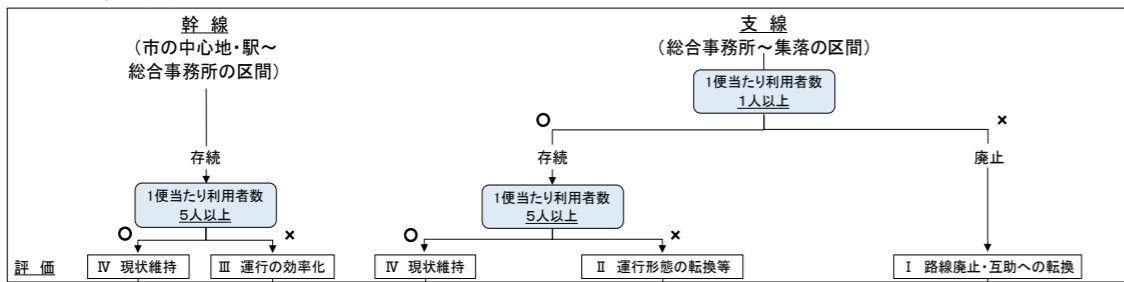 幹 線
(市の中心地・駅~
総合事務所の区間)
支 線
(総合事務所~集落の区間)
1便当たり利用者数
1人以上
○
×
存続
存続
廃止
1便当たり利用者数
5人以上
1便当たり利用者数
5人以上
○
×
○
×
評 価
Ⅳ 現状維持
Ⅲ 運行の効率化
Ⅳ 現状維持
Ⅱ 運行形態の転換等
Ⅰ 路線廃止・互助への転換